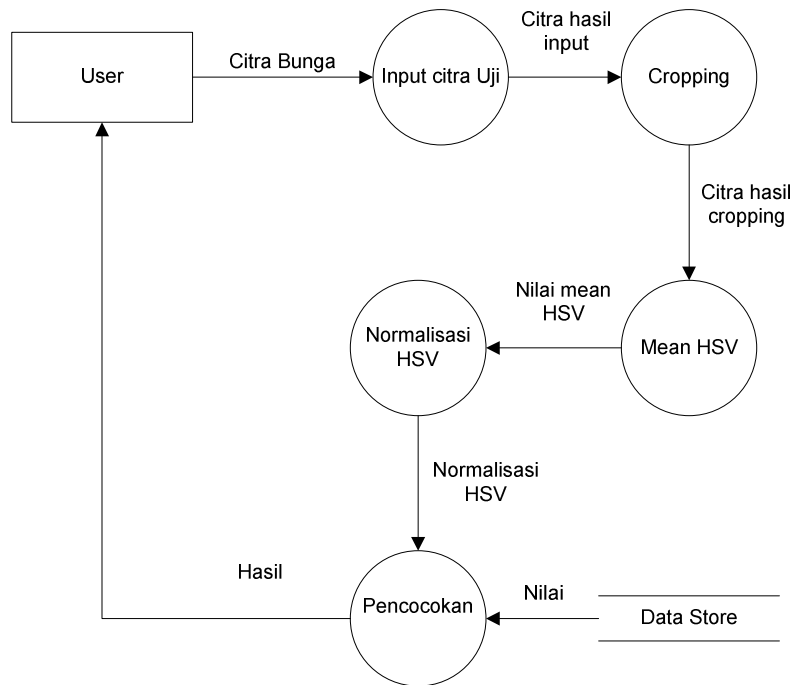 User
Citra Bunga
Input citra Uji
Citra hasil
input
Cropping
Citra hasil
cropping
Mean HSV
Nilai mean
HSV
Normalisasi
HSV
Normalisasi
HSV
Pencocokan
Hasil
Nilai
Data Store